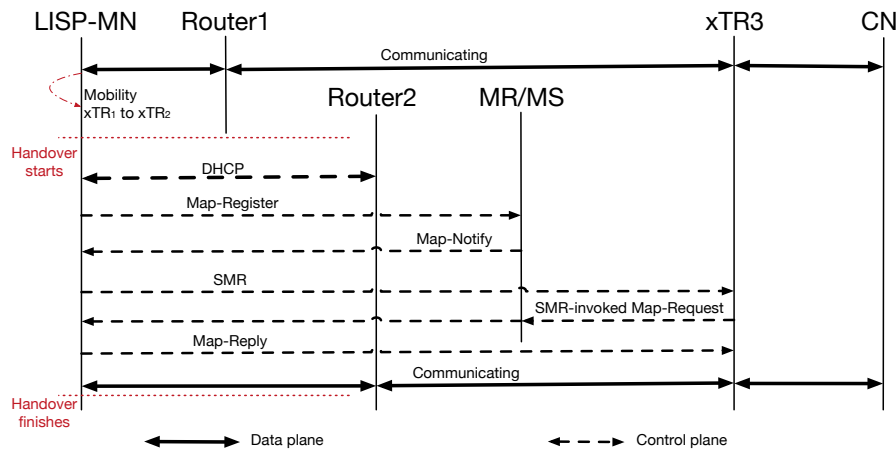 LISP-MN Router1 xTR3 CN
Communicating
Mobility
xTR1 to xTR2
Router2 MR/MS
Handover
starts
DHCP
Map-Register
Map-Notify
SMR
SMR-invoked Map-Request
Map-Reply
Communicating
Handover
finishes
Data plane Control plane